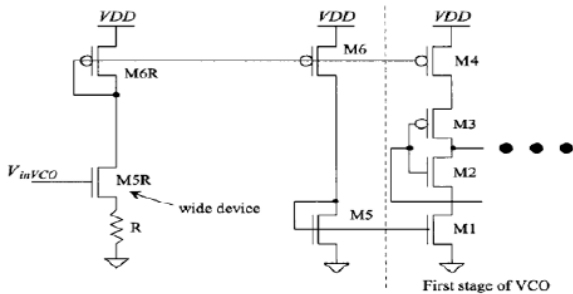 VDD VDD VDD
M6R M6 M4
M3
VinVCO M5R M2
wide device
R M5 M1
First stage of VCO